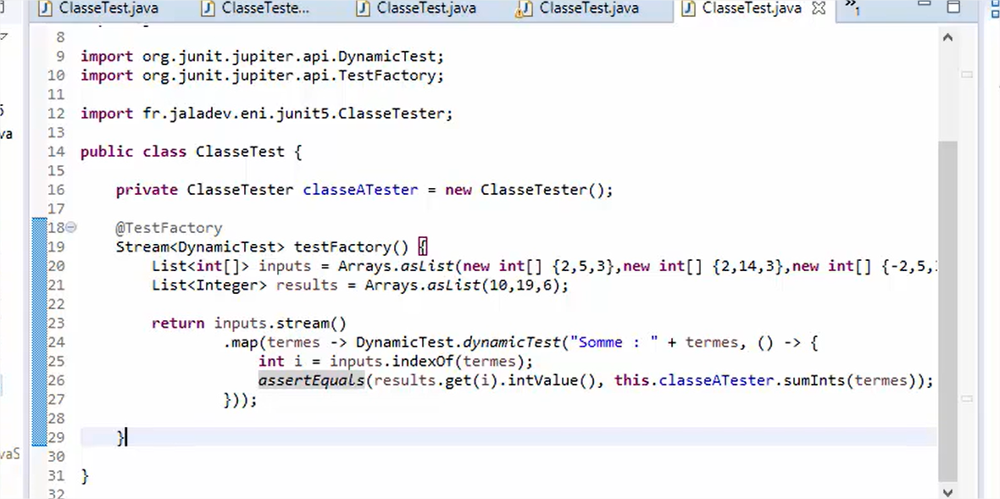 ClasseTest.java ClasseTeste... ClasseTest.java ClasseTest.java ClasseTest.java »1
8
9 import org.junit.jupiter.api.DynamicTest;
10 import org.junit.jupiter.api.TestFactory;
11
12 import fr.jaladev.eni.junit5.ClasseTester;
13
14 public class ClasseTest {
15
16 private ClasseTester classeATester = new ClasseTester();
17
18 @TestFactory
19 Stream<DynamicTest> testFactory() {
20 List<int[]> inputs = Arrays.asList(new int[] {2,5,3},new int[] {2,14,3},new int[] {-2,5,
21 List<Integer> results = Arrays.asList(10,19,6);
22
23 return inputs.stream()
24 .map(termes -> DynamicTest.dynamicTest("Somme : " + termes, () -> {
25 int i = inputs.indexOf(termes);
26 assertEquals(results.get(i).intValue(), this.classeATester.sumInts(termes));
27 }));
28
29 }
30
31 }
32